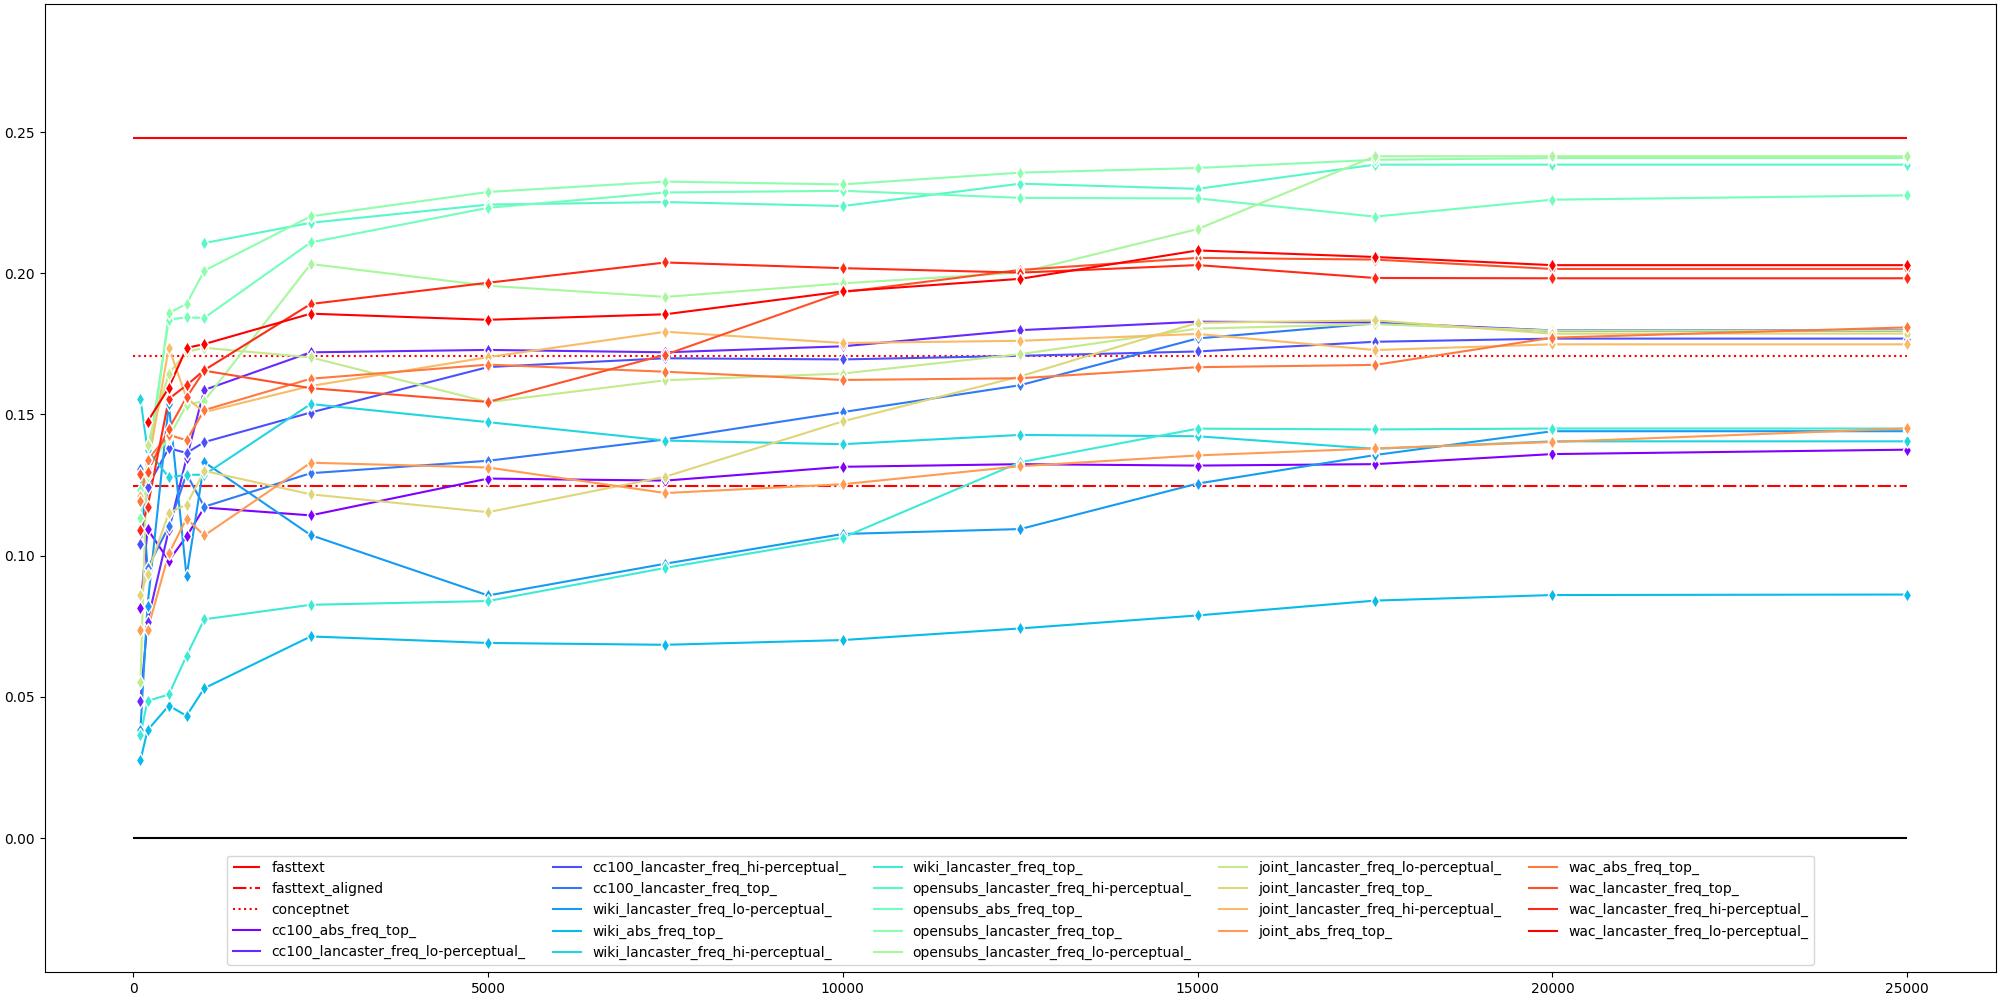 0.25
0.20
0.15
0.10
0.05
0.00
fasttext
fasttext_aligned
conceptnet
cc100_abs_freq_top_
cc100_lancaster_freq_lo-perceptual_
cc100_lancaster_freq_hi-perceptual_
cc100_lancaster_freq_top_
wiki_lancaster_freq_lo-perceptual_
wiki_abs_freq_top_
wiki_lancaster_freq_hi-perceptual_
wiki_lancaster_freq_top_
opensubs_lancaster_freq_hi-perceptual_
opensubs_abs_freq_top_
opensubs_lancaster_freq_top_
opensubs_lancaster_freq_lo-perceptual_
joint_lancaster_freq_lo-perceptual_
joint_lancaster_freq_top_
joint_lancaster_freq_hi-perceptual_
joint_abs_freq_top_
wac_abs_freq_top_
wac_lancaster_freq_top_
wac_lancaster_freq_hi-perceptual_
wac_lancaster_freq_lo-perceptual_
0 5000 10000 15000 20000 25000